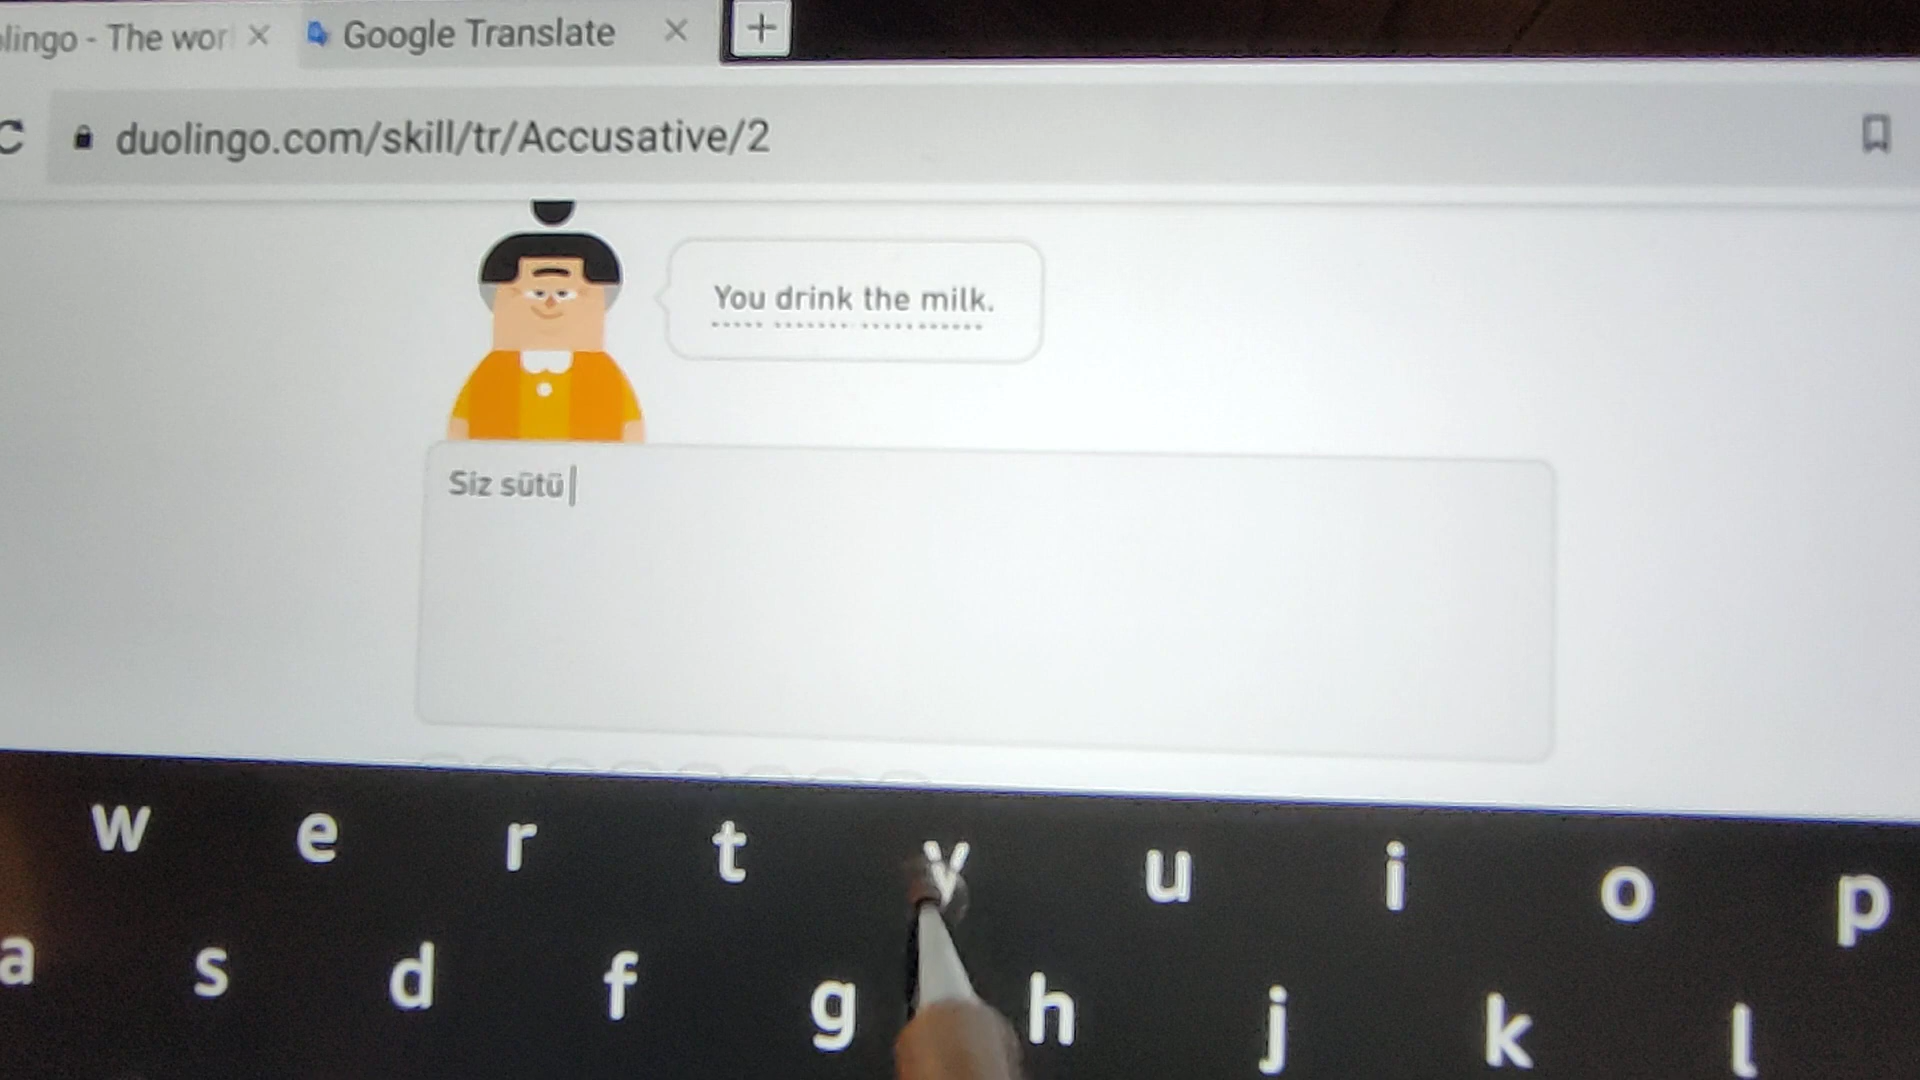 lingo - The wor
Google Translate
duolingo.com/skill/tr/Accusative/2
You drink the milk.
Siz sütü
w e r t y u i o p
a s d f g h j k l